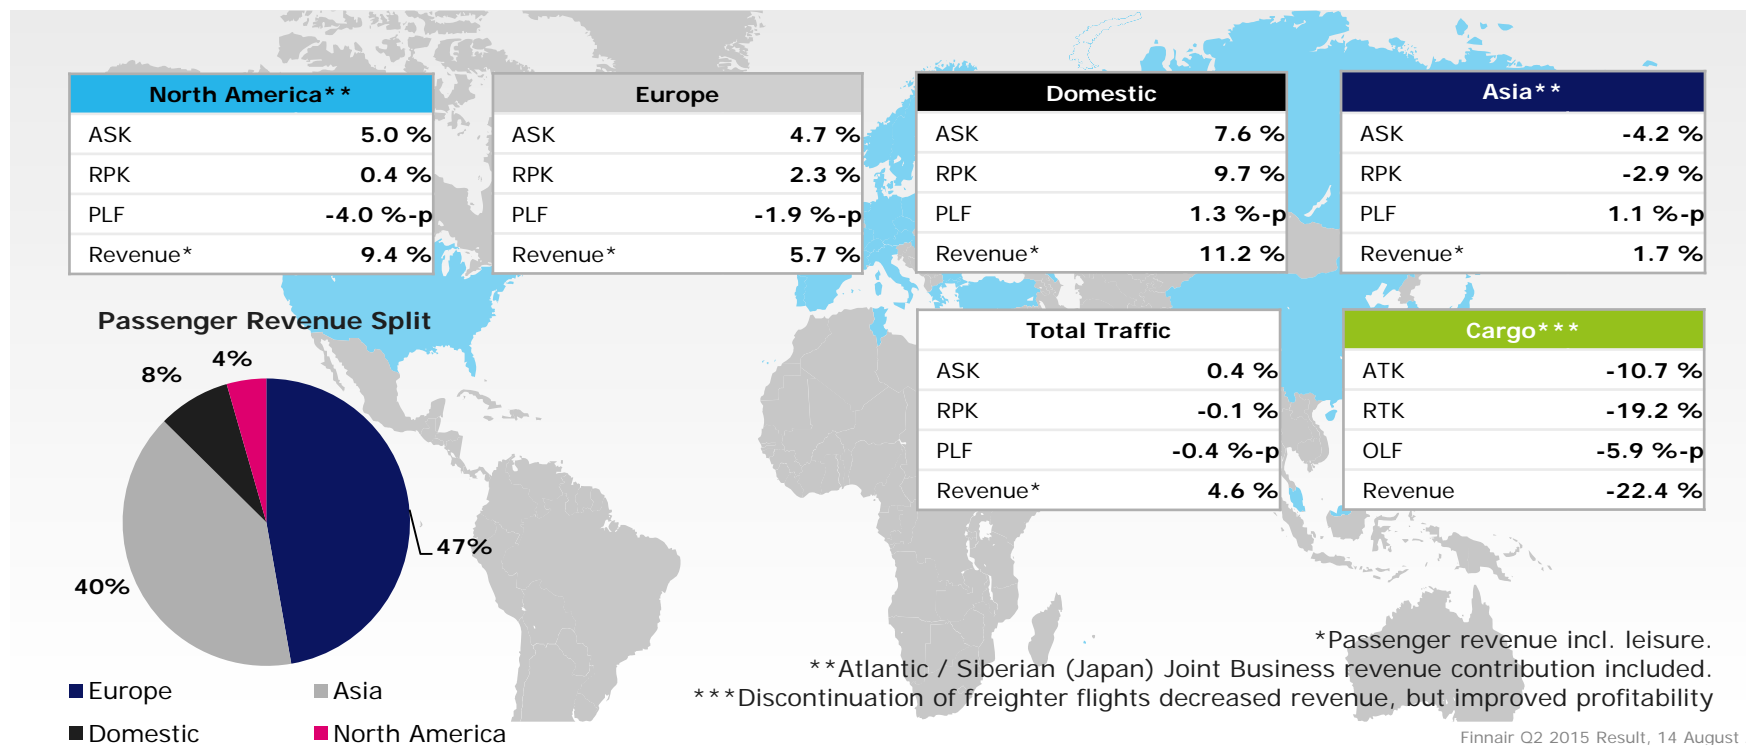 North America**
ASK 5.0 %
RPK 0.4 %
PLF -4.0 %-p
Revenue* 9.4 %
Europe
ASK 4.7 %
RPK 2.3 %
PLF -1.9 %-p
Revenue* 5.7 %
Domestic
ASK 7.6 %
RPK 9.7 %
PLF 1.3 %-p
Revenue* 11.2 %
Asia**
ASK -4.2 %
RPK -2.9 %
PLF 1.1 %-p
Revenue* 1.7 %
Passenger Revenue Split
4%
8%
47%
40%
Europe Asia
Domestic North America
Total Traffic
ASK 0.4 %
RPK -0.1 %
PLF -0.4 %-p
Revenue* 4.6 %
Cargo***
ATK -10.7 %
RTK -19.2 %
OLF -5.9 %-p
Revenue -22.4 %
*Passenger revenue incl. leisure.
**Atlantic / Siberian (Japan) Joint Business revenue contribution included.
***Discontinuation of freighter flights decreased revenue, but improved profitability
Finnair Q2 2015 Result, 14 August